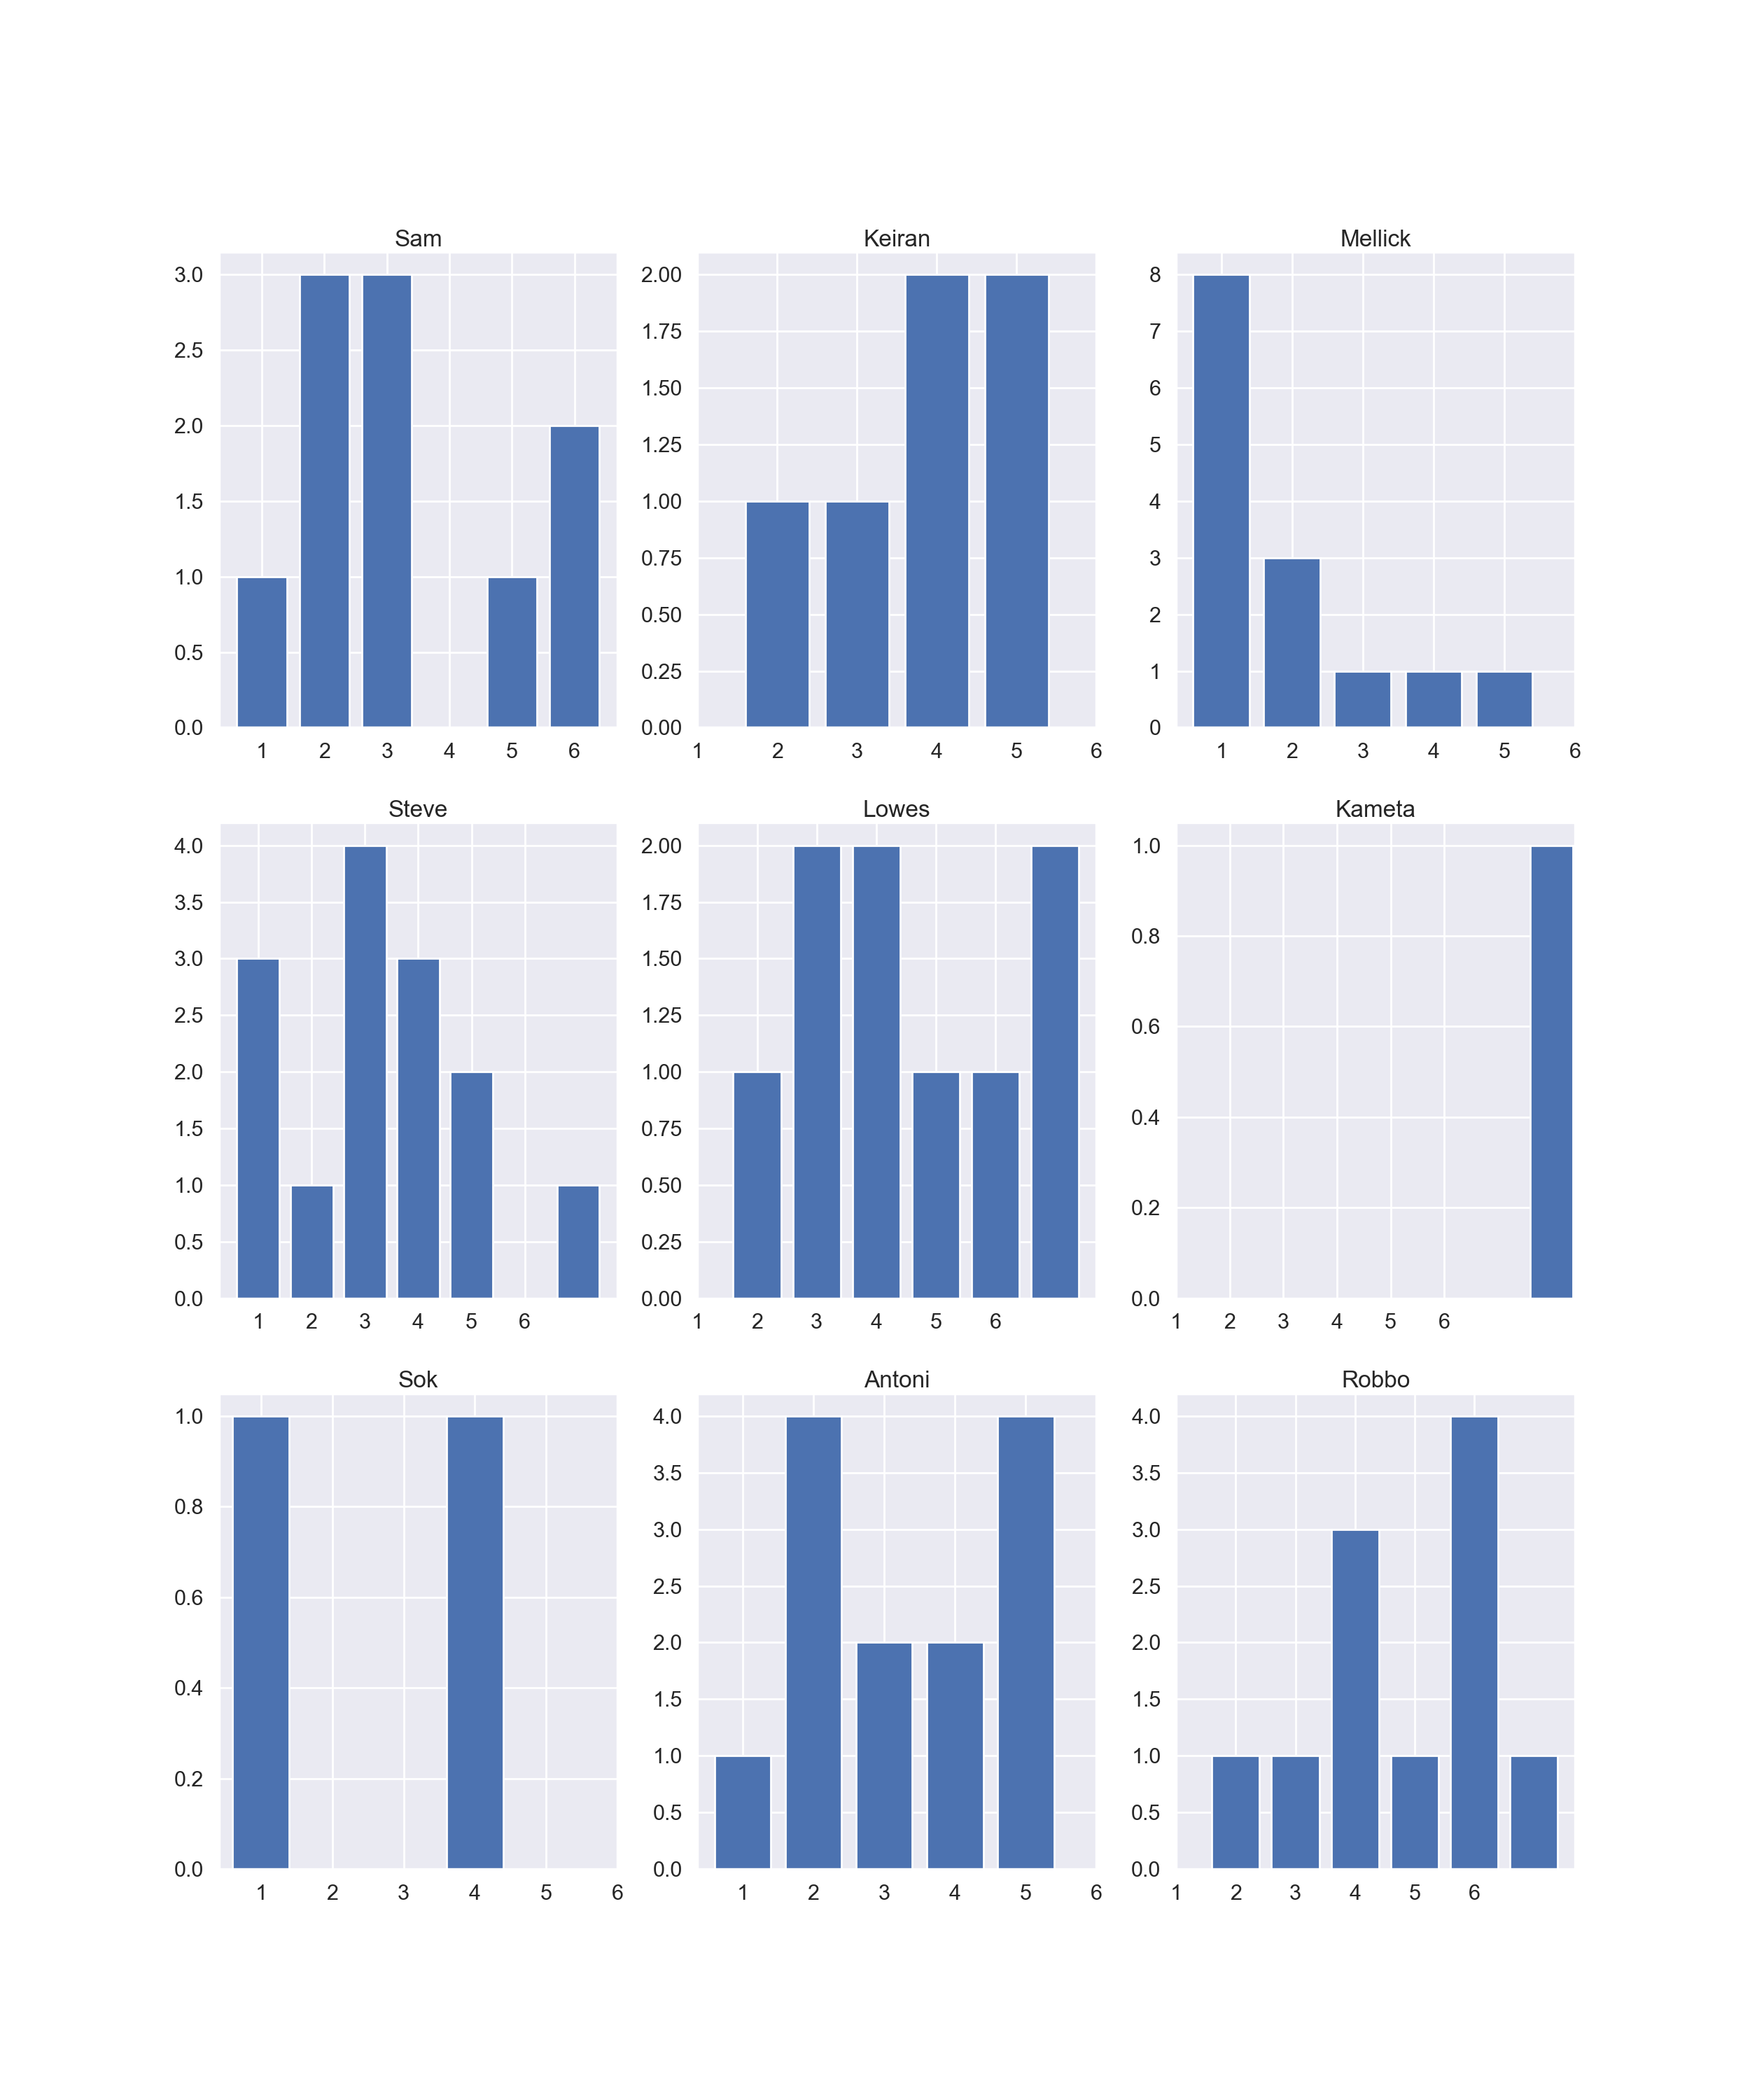 Sam Keiran Mellick
3.0 2.00 8
1.75 7
2.5
1.50 6
2.0
1.25 5
1.5 1.00 4
0.75 3
1.0
0.50 2
0.5
0.25 1
0.0 0.00 0
1 2 3 4 5 6 1 2 3 4 5 6 1 2 3 4 5 6
Steve Lowes Kameta
4.0 2.00 1.0
3.5 1.75
0.8
3.0 1.50
2.5 1.25
0.6
2.0 1.00
0.4
1.5 0.75
1.0 0.50
0.2
0.5 0.25
0.0 0.00 0.0
1 2 3 4 5 6 1 2 3 4 5 6 1 2 3 4 5 6
Sok Antoni Robbo
1.0 4.0 4.0
3.5 3.5
0.8
3.0 3.0
0.6 2.5 2.5
2.0 2.0
0.4
1.5 1.5
1.0 1.0
0.2
0.5 0.5
0.0 0.0 0.0
1 2 3 4 5 6 1 2 3 4 5 6 1 2 3 4 5 6